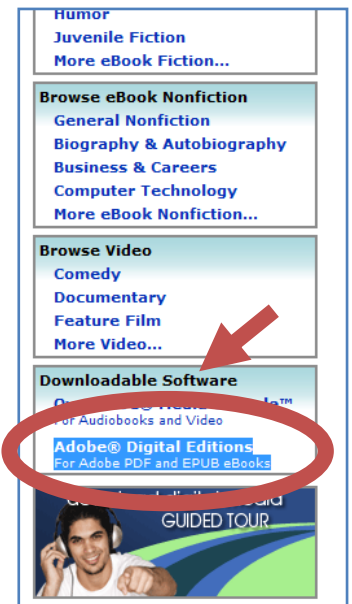 Humor
Juvenile Fiction
More eBook Fiction...
Browse eBook Nonfiction
General Nonfiction
Biography & Autobiography
Business & Careers
Computer Technology
More eBook Nonfiction...
Browse Video
Comedy
Documentary
Feature Film
More Video...
Downloadable Software
For Audiobooks and Video
Adobe® Digital Editions
For Adobe PDF and EPUB eBooks
GUIDED TOUR